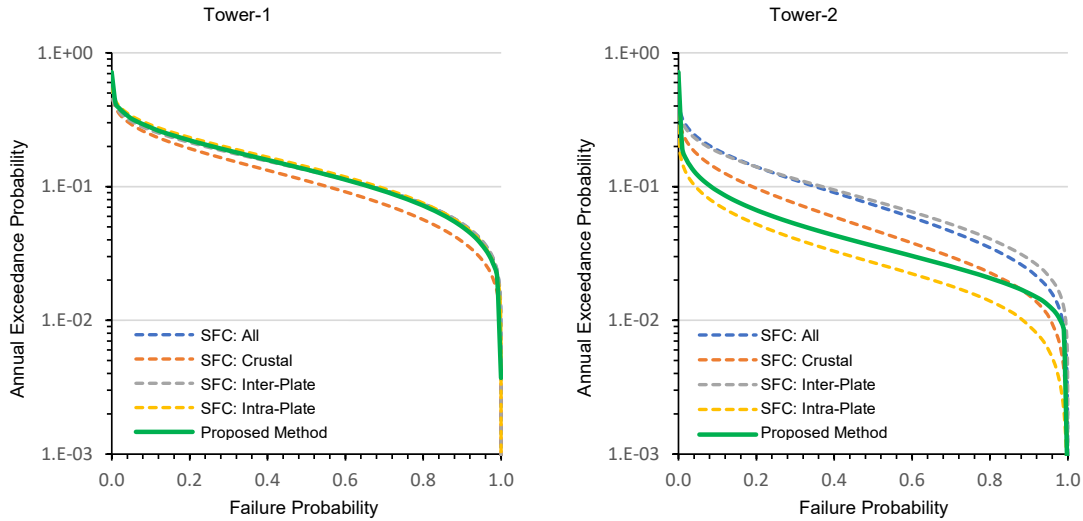 Tower-1
1.E+00
1.E-01
1.E-02
1.E-03
Annual Exceedance Probability
SFC: All
SFC: Crustal
SFC: Inter-Plate
SFC: Intra-Plate
Proposed Method
0.0 0.2 0.4 0.6 0.8 1.0
Failure Probability
Tower-2
1.E+00
1.E-01
1.E-02
1.E-03
Annual Exceedance Probability
SFC: All
SFC: Crustal
SFC: Inter-Plate
SFC: Intra-Plate
Proposed Method
0.0 0.2 0.4 0.6 0.8 1.0
Failure Probability